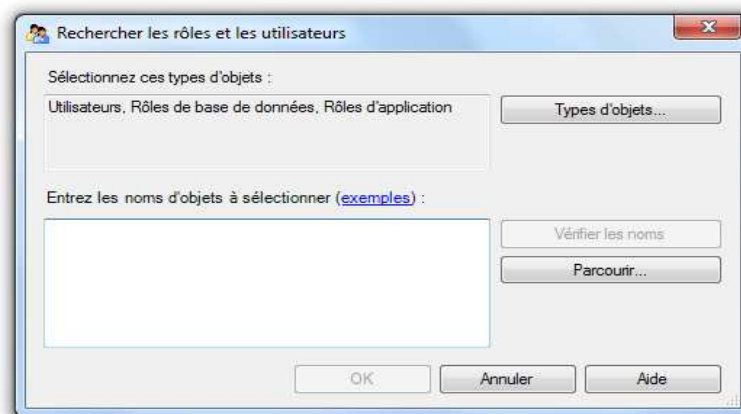 Rechercher les rôles et les utilisateurs
Sélectionnez ces types d'objets :
Utilisateurs, Rôles de base de données, Rôles d'application
Types d'objets...
Entrez les noms d'objets à sélectionner (exemples) :
Vérifier les noms
Parcourir...
OK
Annuler
Aide